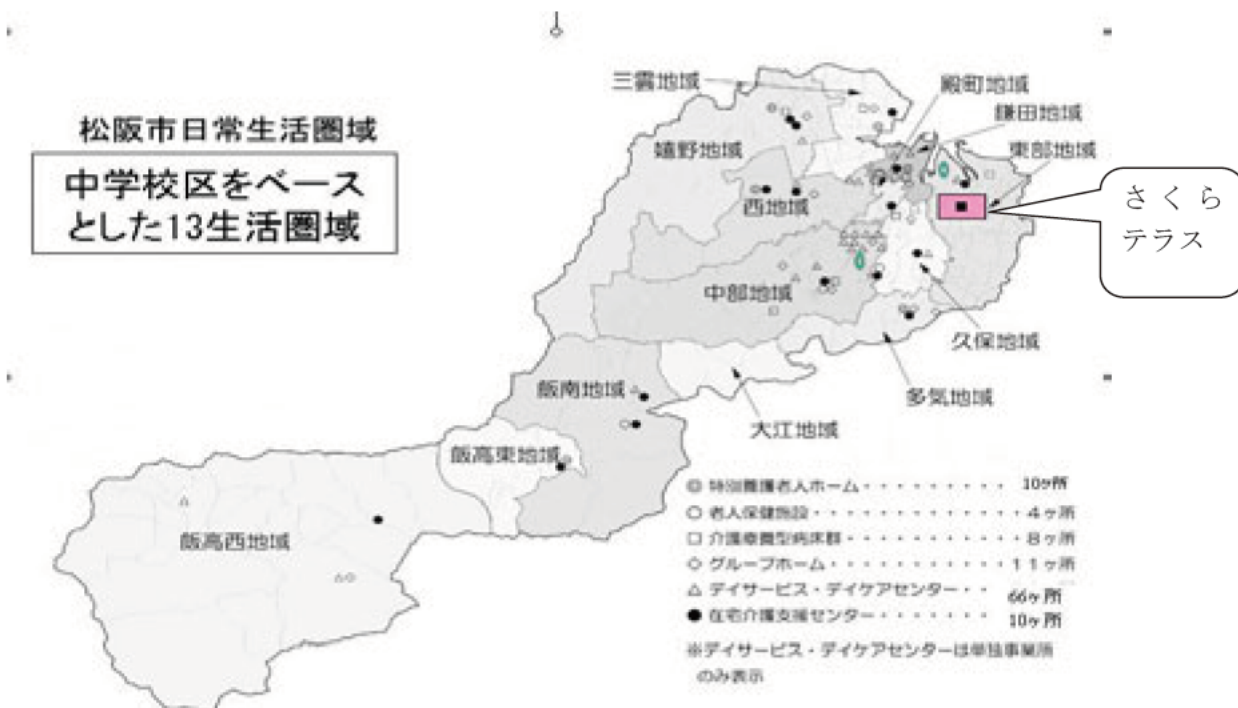 松阪市日常生活圏域
中学校区をベース
とした13生活圏域
三雲地域
殿町地域
鎌田地域
東部地域
嬉野地域
西地域
さくら
テラス
中部地域
久保地域
多気地域
大江地域
飯南地域
飯高東地域
飯高西地域
◎ 特別養護老人ホーム・・・・・・・・・・ 10ヶ所
○ 老人保健施設・・・・・・・・・・・・・ 4ヶ所
□ 介護療養型病床群・・・・・・・・・・・ 8ヶ所
◇ グループホーム・・・・・・・・・・・・ 11ヶ所
△ デイサービス・デイケアセンター・・・・ 66ヶ所
● 在宅介護支援センター・・・・・・・・・ 10ヶ所
※デイサービス・デイケアセンターは単独事業所
のみ表示